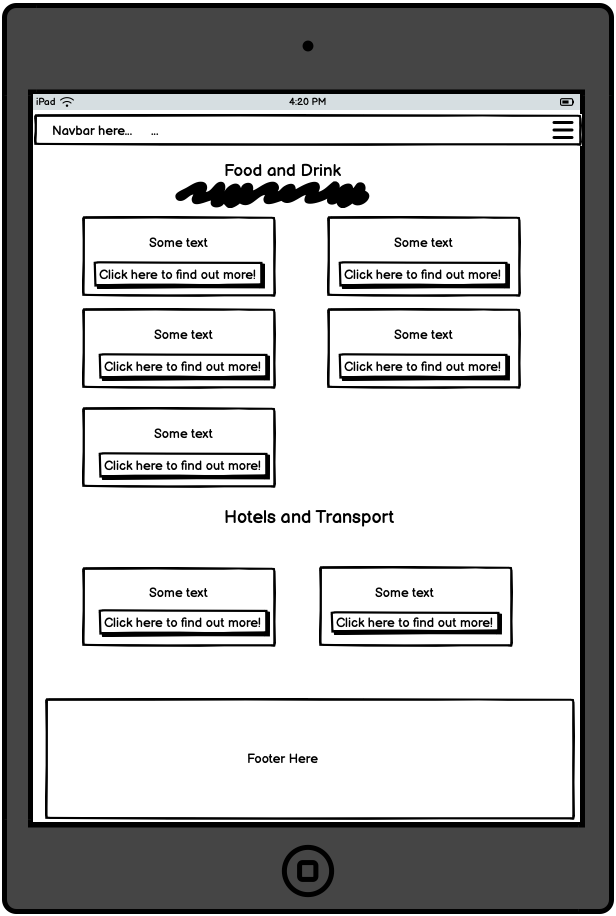 iPad 4:20 PM
Navbar here... ...
Food and Drink
Some text Some text
Click here to find out more! Click here to find out more!
Some text Some text
Click here to find out more! Click here to find out more!
Some text
Click here to find out more!
Hotels and Transport
Some text Some text
Click here to find out more! Click here to find out more!
Footer Here